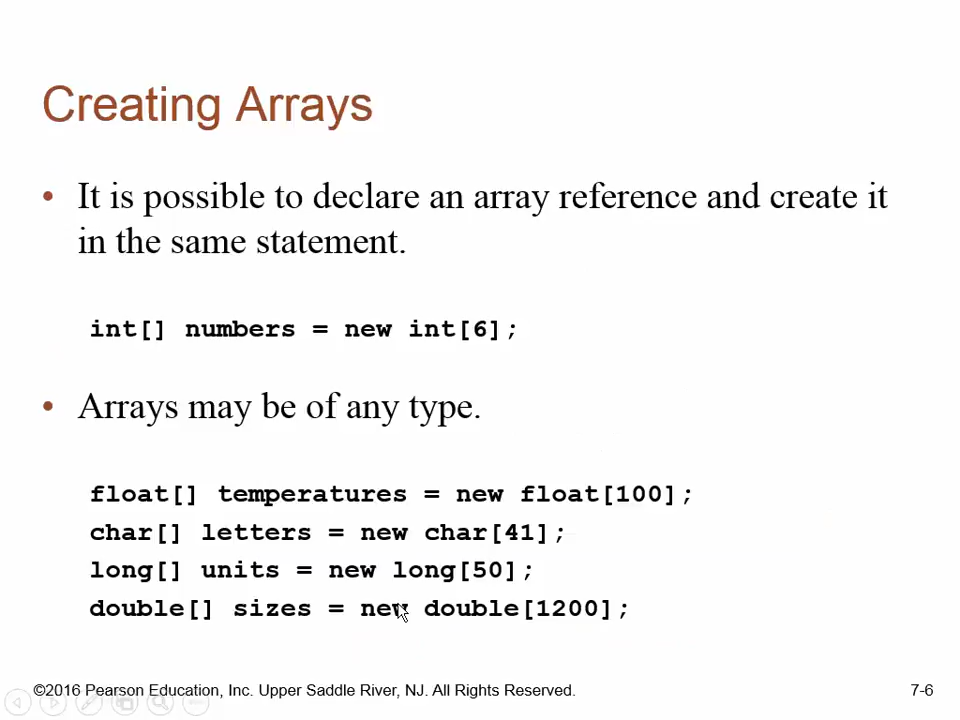 Creating Arrays
• It is possible to declare an array reference and create it
in the same statement.
int[] numbers = new int[6];
• Arrays may be of any type.
float[] temperatures = new float[100];
char[] letters = new char[41];
long[] units = new long[50];
double[] sizes = new double[1200];
©2016 Pearson Education, Inc. Upper Saddle River, NJ. All Rights Reserved.
7-6